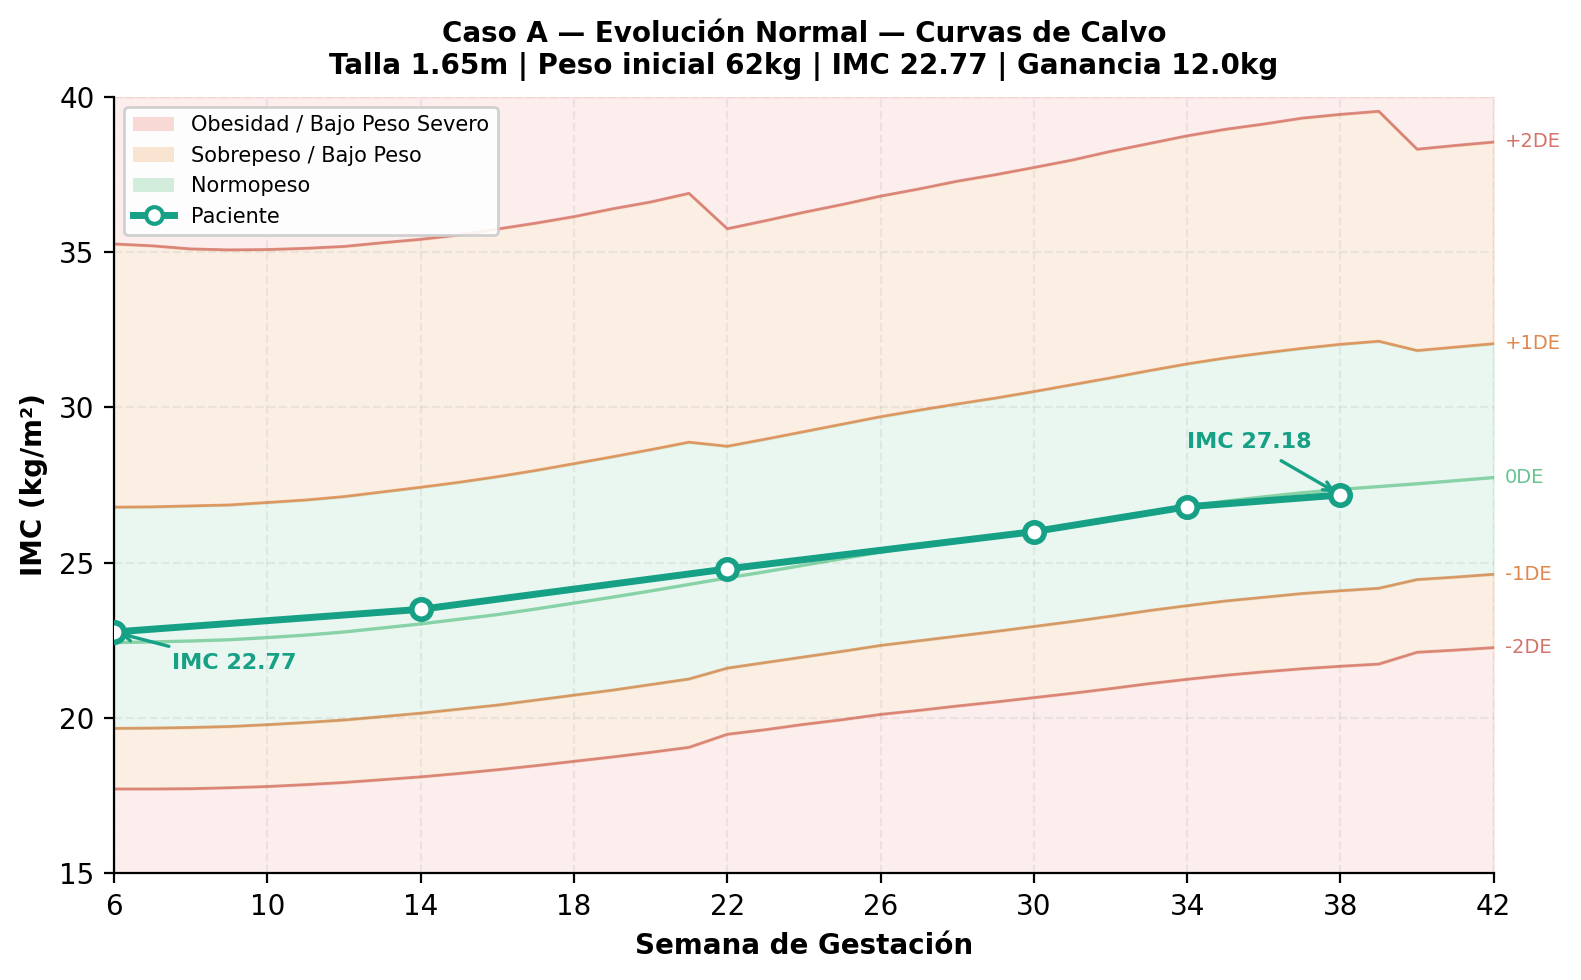 Caso A — Evolución Normal — Curvas de Calvo
Talla 1.65m | Peso inicial 62kg | IMC 22.77 | Ganancia 12.0kg
Obesidad / Bajo Peso Severo
Sobrepeso / Bajo Peso
Normopeso
Paciente
IMC (kg/m²)
40
35
30
25
20
15
+2DE
+1DE
0DE
-1DE
-2DE
IMC 27.18
IMC 22.77
6 10 14 18 22 26 30 34 38 42
Semana de Gestación